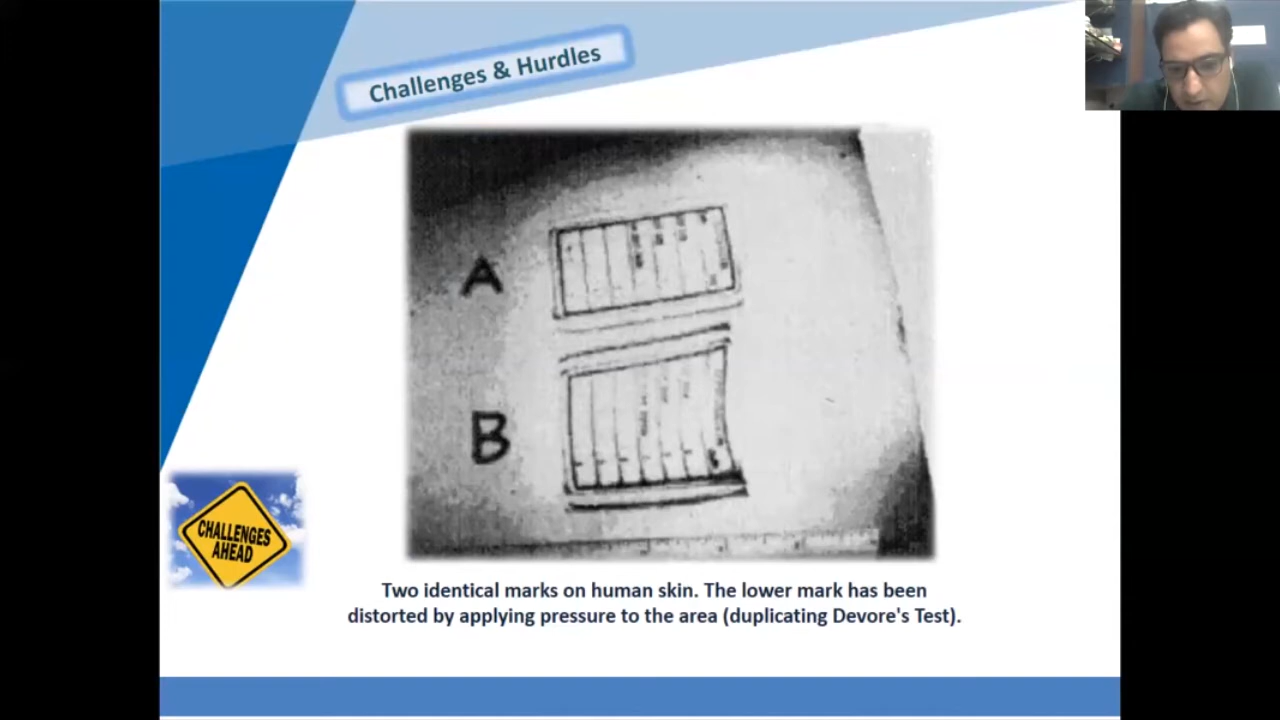 Challenges & Hurdles
A
B
CHALLENGES
AHEAD
Two identical marks on human skin. The lower mark has been
distorted by applying pressure to the area (duplicating Devore's Test).